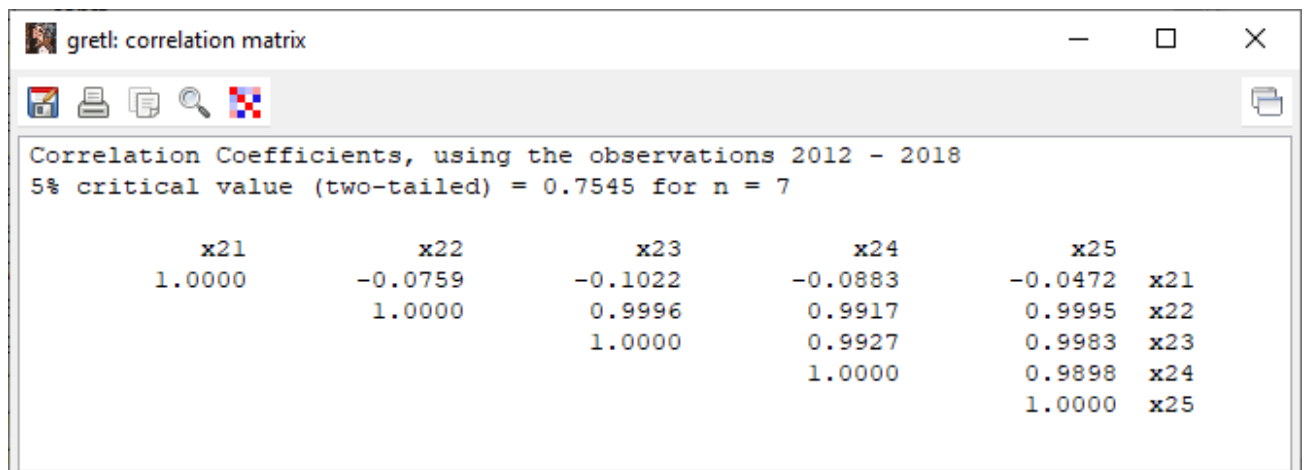 gretl: correlation matrix
Correlation Coefficients, using the observations 2012 - 2018
5% critical value (two-tailed) = 0.7545 for n = 7
x21 x22 x23 x24 x25
1.0000 -0.0759 -0.1022 -0.0883 -0.0472 x21
1.0000 0.9996 0.9917 0.9995 x22
1.0000 0.9927 0.9983 x23
1.0000 0.9898 x24
1.0000 x25